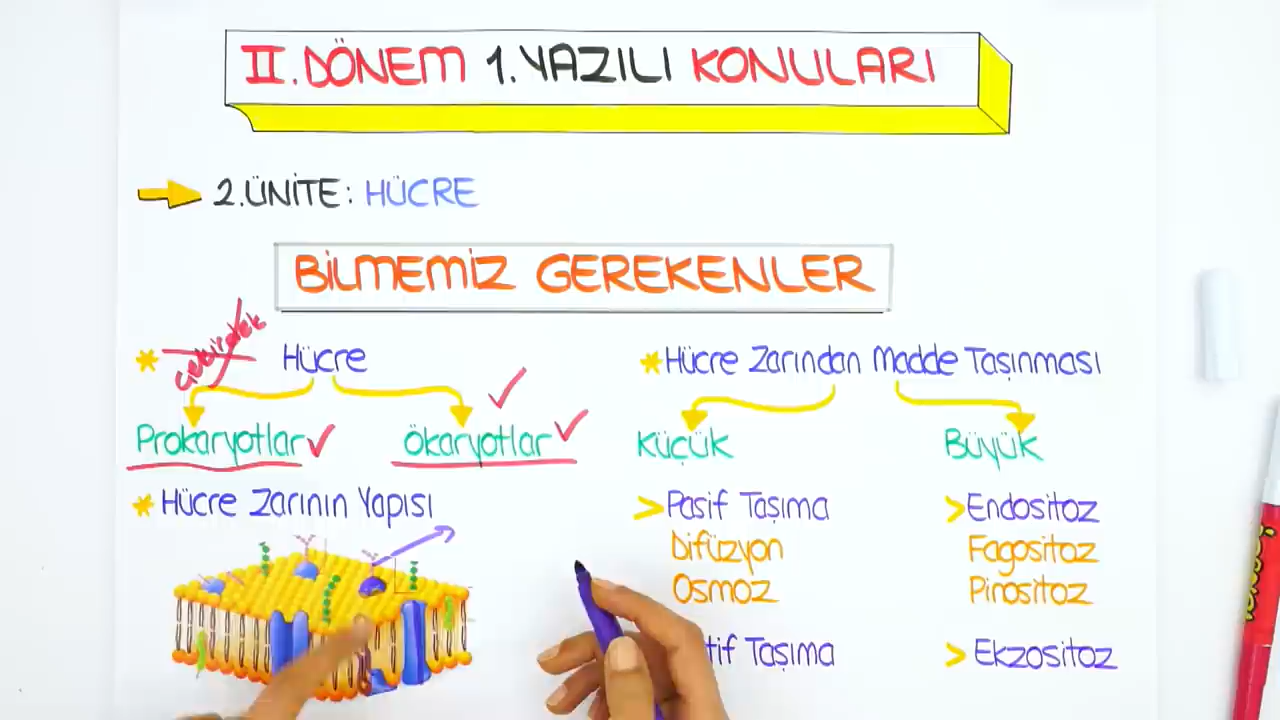 II.DÖNEM 1.YAZILI KONULARI
2.ÜNİTE: HÜCRE
BİLMEMİZ GEREKENLER
* Hücre
Prokaryotlar ✓ Ökaryotlar ✓
* Hücre Zarının Yapısı
* Hücre Zarından Madde Taşınması
Küçük Büyük
> Pasif Taşıma
Difüzyon
Osmoz
tif Taşıma
> Endositoz
Fagositoz
Pinositoz
> Ekzositoz